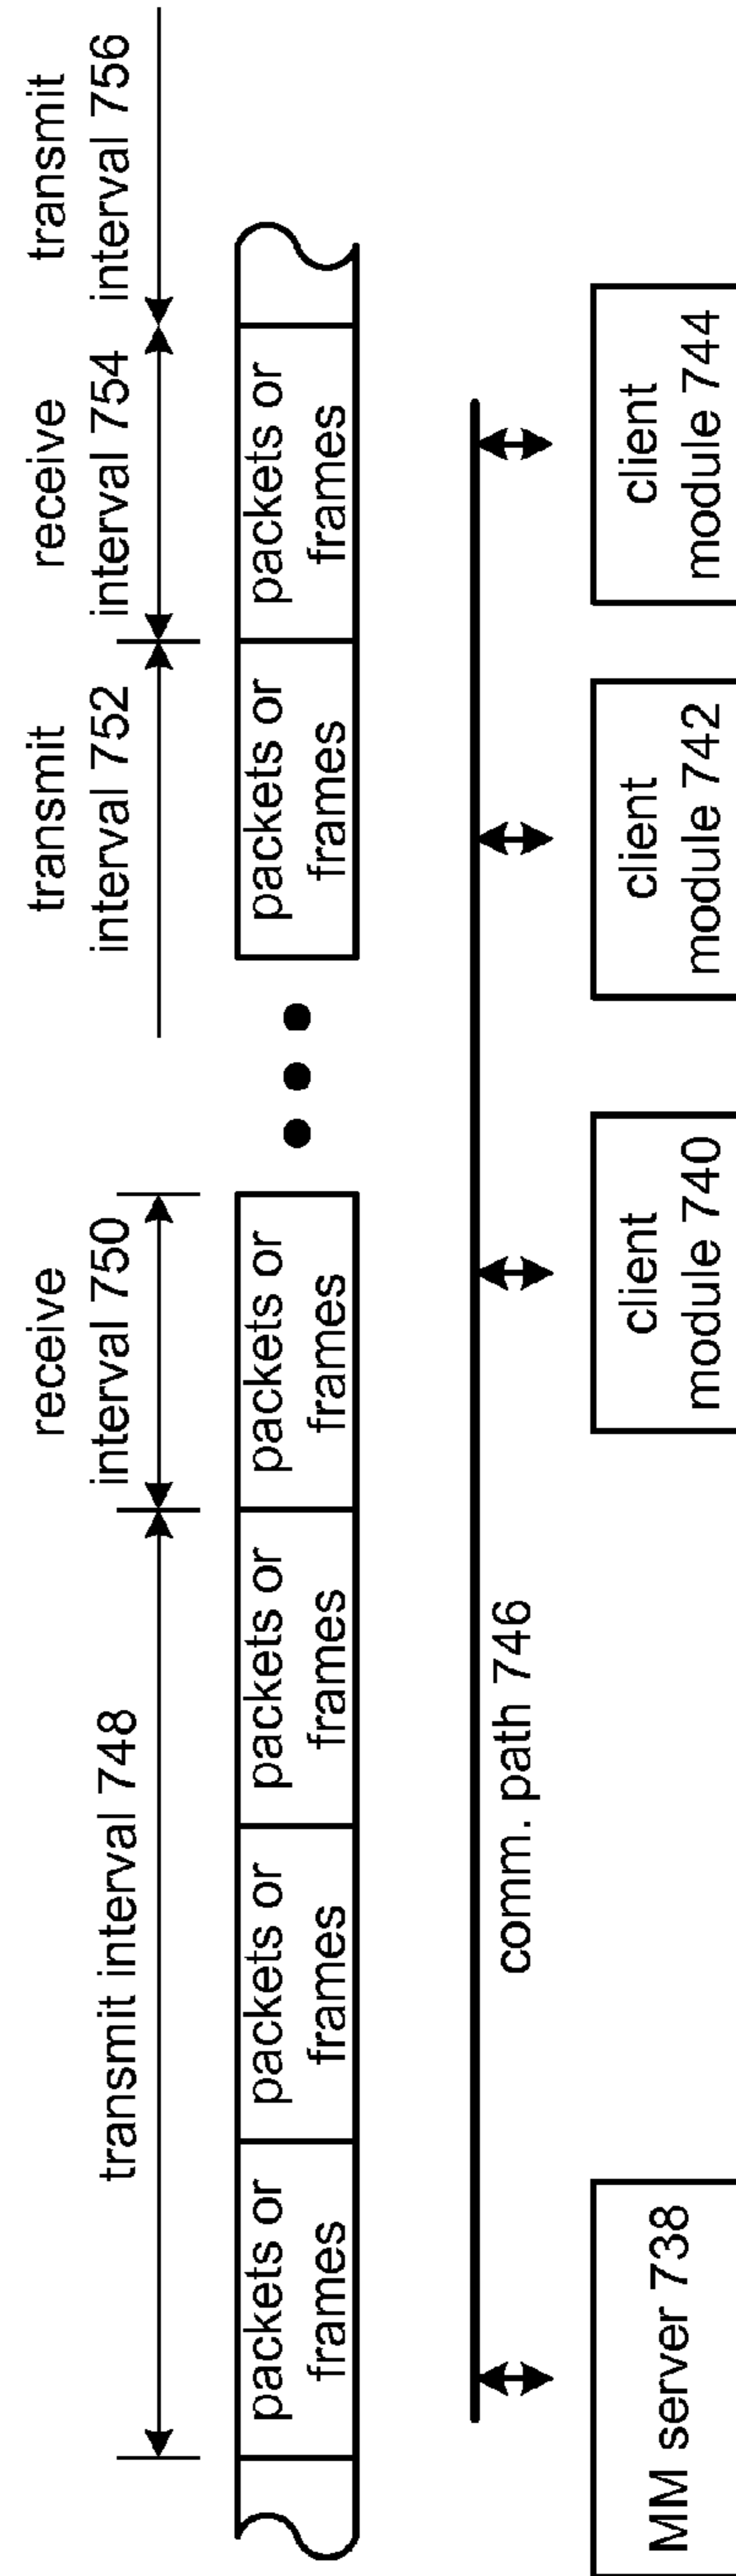 transmit interval 748
receive
interval 750
transmit
interval 752
receive
interval 754
transmit
interval 756
packets or
frames
packets or
frames
packets or
frames
packets or
frames
packets or
frames
packets or
frames
comm. path 746
MM server 738
client
module 740
client
module 742
client
module 744